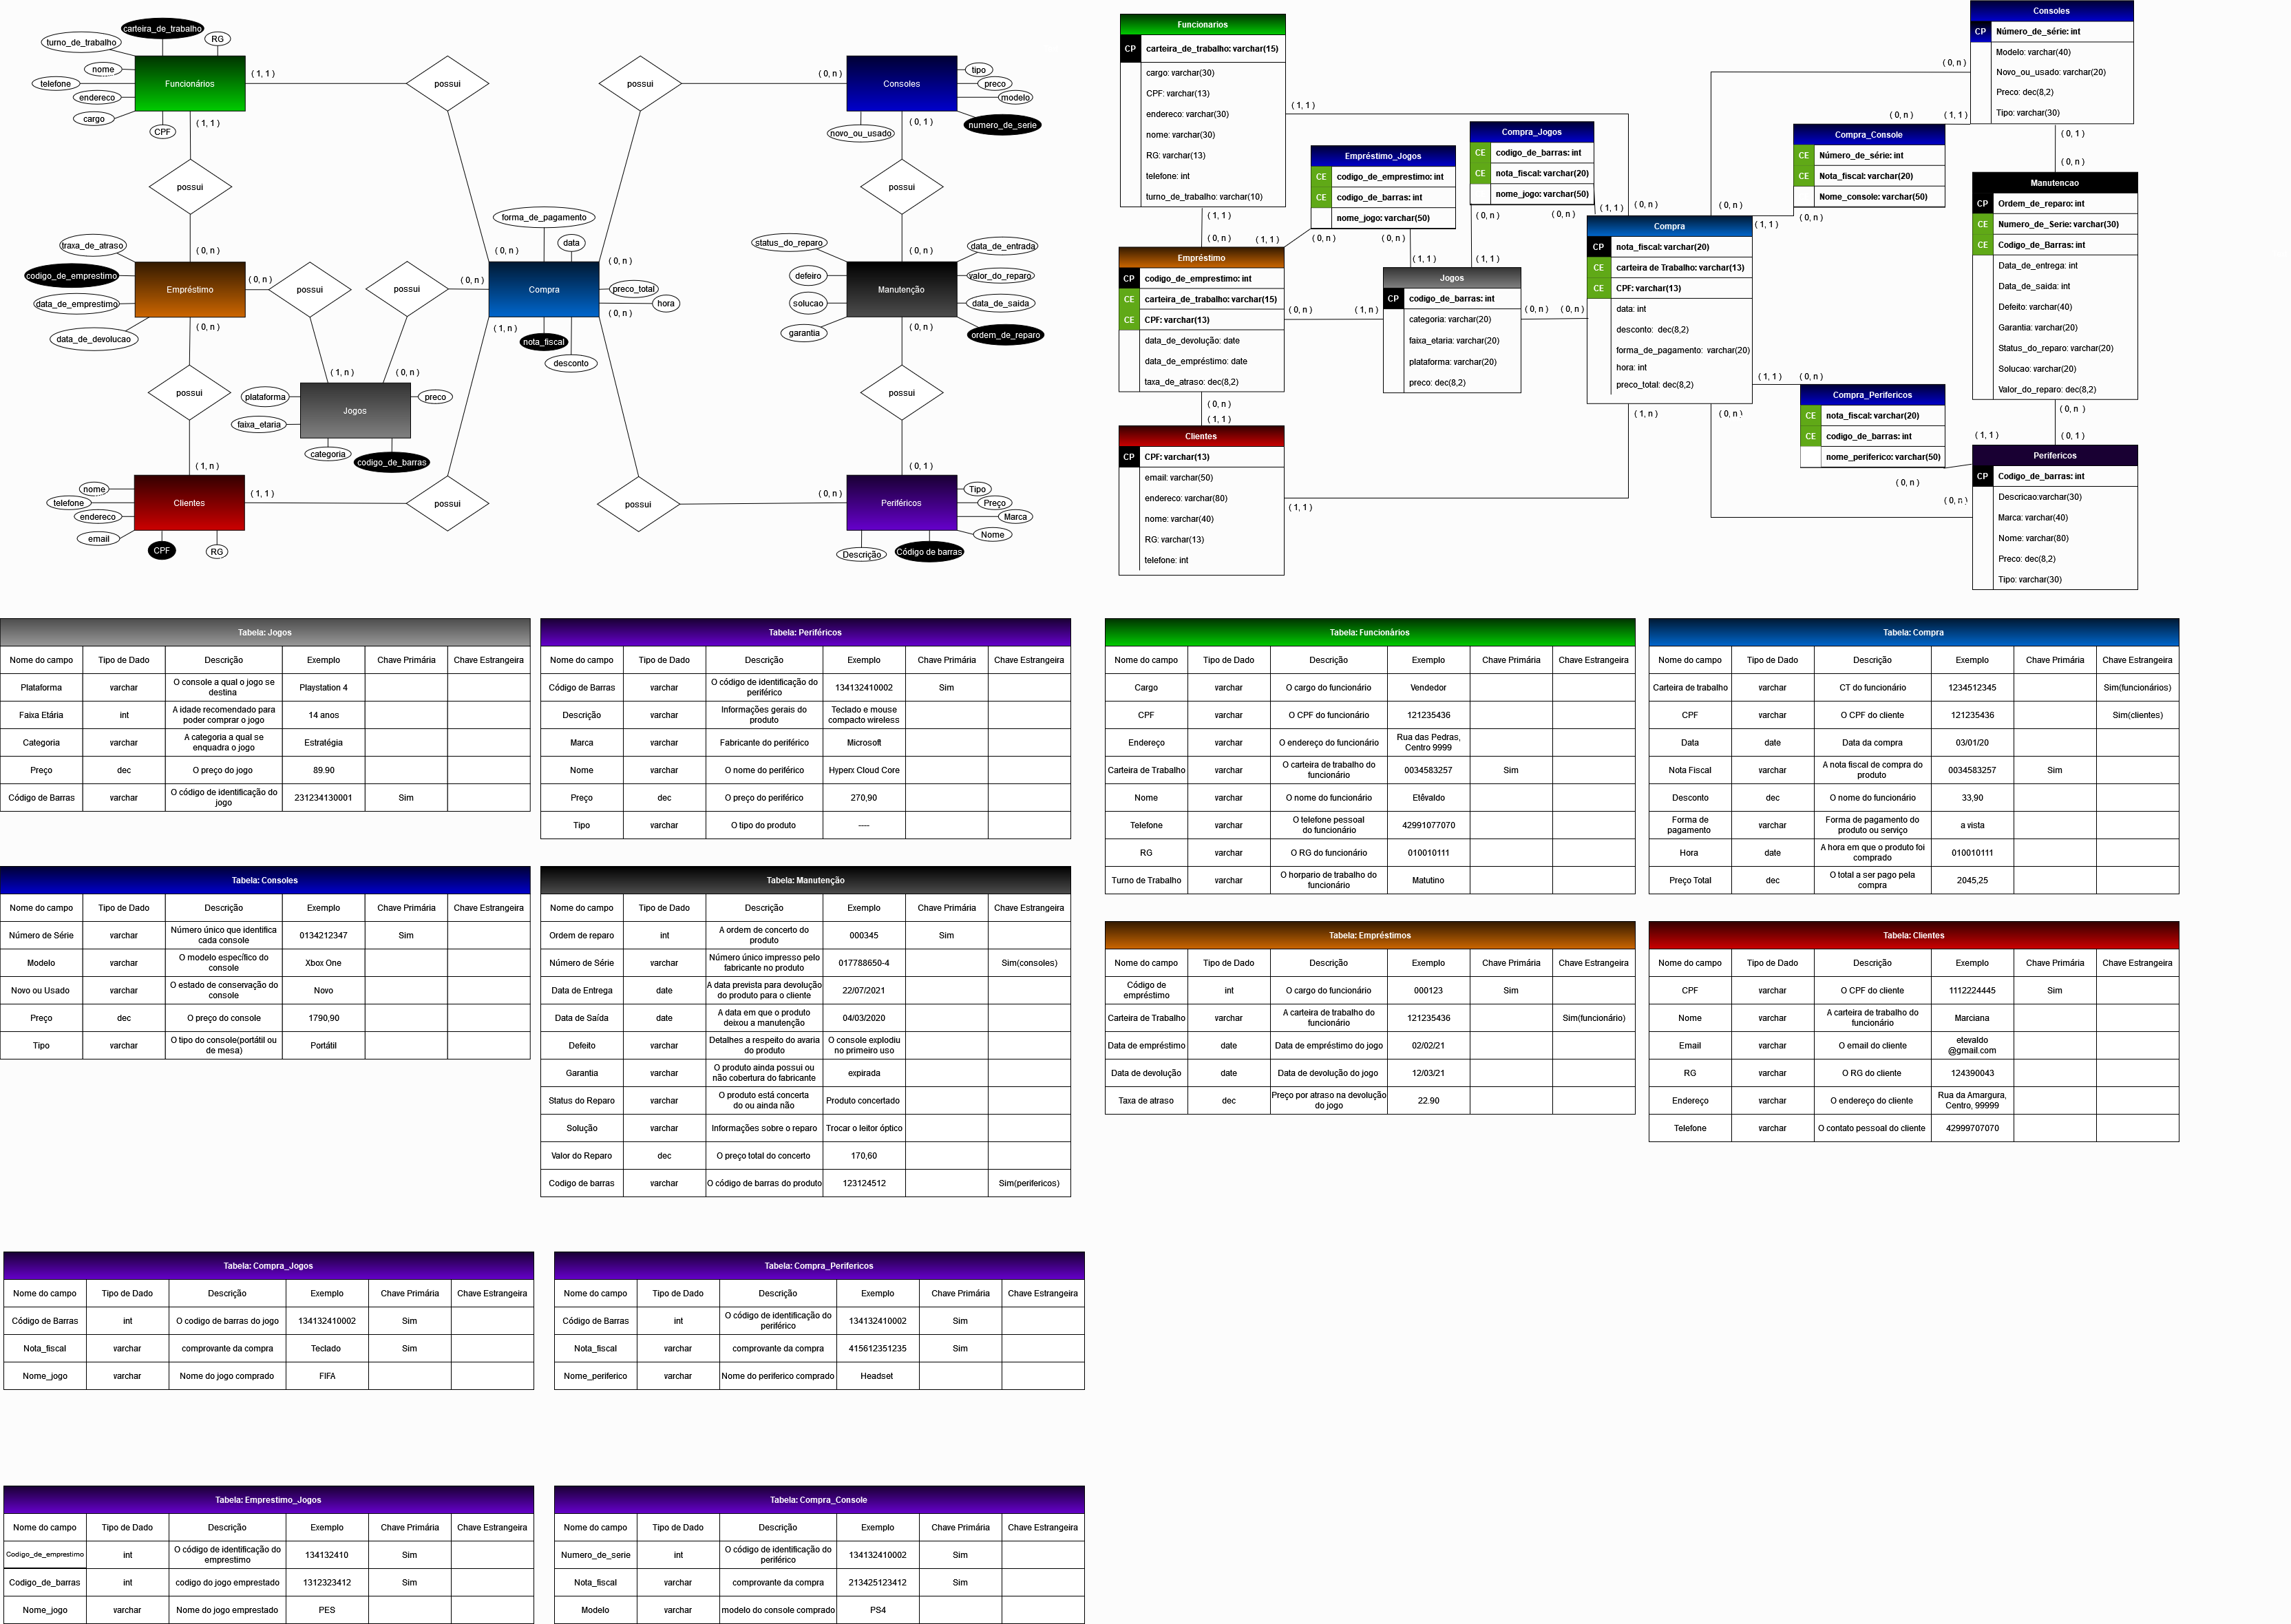 carteira_de_trabalho
turno_de_trabalho
RG
nome
telefone
endereco
cargo
CPF
Funcionários
( 1, 1 )
( 1, 1 )
possui
possui
( 0, n )
Consoles
tipo
preco
modelo
numero_de_serie
novo_ou_usado
( 0, 1 )
possui
possui
forma_de_pagamento
data
( 0, n )
( 0, n )
( 0, n )
( 0, n )
traxa_de_atraso
codigo_de_emprestimo
data_de_emprestimo
data_de_devolucao
Empréstimo
( 0, n )
possui
possui
( 0, n )
Compra
preco_total
hora
( 0, n )
( 1, n )
nota_fiscal
desconto
status_do_reparo
defeiro
solucao
garantia
Manutenção
data_de_entrada
valor_do_reparo
data_de_saida
ordem_de_reparo
( 0, n )
( 0, n )
possui
( 1, n )
( 0, n )
plataforma
faixa_etaria
categoria
Jogos
preco
codigo_de_barras
possui
( 1, n )
( 0, 1 )
nome
telefone
endereco
email
CPF
RG
Clientes
( 1, 1 )
possui
possui
( 0, n )
Periféricos
Tipo
Preço
Marca
Nome
Descrição
Código de barras
Funcionarios
CP carteira_de_trabalho: varchar(15)
cargo: varchar(30)
CPF: varchar(13)
endereco: varchar(30)
nome: varchar(30)
RG: varchar(13)
telefone: int
turno_de_trabalho: varchar(10)
( 1, 1 )
( 1, 1 )
( 0, n )
( 1, 1 )
Empréstimo_Jogos
CE codigo_de_emprestimo: int
CE codigo_de_barras: int
nome_jogo: varchar(50)
( 0, n )
( 0, n )
Compra_Jogos
CE codigo_de_barras: int
CE nota_fiscal: varchar(20)
nome_jogo: varchar(50)
( 0, n )
( 0, n )
( 1, 1 )
( 0, n )
( 0, n )
Compra_Console
CE Número_de_série: int
CE Nota_fiscal: varchar(20)
Nome_console: varchar(50)
( 0, n )
( 1, 1 )
( 0, n )
( 0, n )
( 1, 1 )
Consoles
CP Número_de_série: int
Modelo: varchar(40)
Novo_ou_usado: varchar(20)
Preco: dec(8,2)
Tipo: varchar(30)
( 0, 1 )
( 0, n )
Empréstimo
CP codigo_de_emprestimo: int
CE carteira_de_trabalho: varchar(15)
CE CPF: varchar(13)
data_de_devolução: date
data_de_empréstimo: date
taxa_de_atraso: dec(8,2)
( 0, n )
( 1, n )
( 0, n )
( 1, 1 )
( 1, 1 )
( 1, 1 )
Jogos
CP codigo_de_barras: int
categoria: varchar(20)
faixa_etaria: varchar(20)
plataforma: varchar(20)
preco: dec(8,2)
( 0, n )
( 0, n )
Compra
CP nota_fiscal: varchar(20)
CE carteira de Trabalho: varchar(13)
CE CPF: varchar(13)
data: int
desconto: dec(8,2)
forma_de_pagamento: varchar(20)
hora: int
preco_total: dec(8,2)
( 1, n )
( 0, n )
( 1, 1 )
( 0, n )
Manutencao
CP Ordem_de_reparo: int
CE Numero_de_Serie: varchar(30)
CE Codigo_de_Barras: int
Data_de_entrega: int
Data_de_saida: int
Defeito: varchar(40)
Garantia: varchar(20)
Status_do_reparo: varchar(20)
Solucao: varchar(20)
Valor_do_reparo: dec(8,2)
( 0, n )
( 1, 1 )
( 0, 1 )
Clientes
CP CPF: varchar(13)
email: varchar(50)
endereco: varchar(80)
nome: varchar(40)
RG: varchar(13)
telefone: int
( 1, 1 )
Compra_Perifericos
CE nota_fiscal: varchar(20)
CE codigo_de_barras: int
nome_periferico: varchar(50)
( 0, n )
( 0, n )
Perifericos
CP Codigo_de_barras: int
Descricao:varchar(30)
Marca: varchar(40)
Nome: varchar(80)
Preco: dec(8,2)
Tipo: varchar(30)
Tabela: Jogos
Nome do campo Tipo de Dado Descrição Exemplo Chave Primária Chave Estrangeira
Plataforma varchar O console a qual o jogo se destina Playstation 4
Faixa Etária int A idade recomendado para poder comprar o jogo 14 anos
Categoria varchar A categoria a qual se enquadra o jogo Estratégia
Preço dec O preço do jogo 89.90
Código de Barras varchar O código de identificação do jogo 231234130001 Sim
Tabela: Periféricos
Nome do campo Tipo de Dado Descrição Exemplo Chave Primária Chave Estrangeira
Código de Barras varchar O código de identificação do periférico 134132410002 Sim
Descrição varchar Informações gerais do produto Teclado e mouse compacto wireless
Marca varchar Fabricante do periférico Microsoft
Nome varchar O nome do periférico Hyperx Cloud Core
Preço dec O preço do periférico 270,90
Tipo varchar O tipo do produto ----
Tabela: Funcionários
Nome do campo Tipo de Dado Descrição Exemplo Chave Primária Chave Estrangeira
Cargo varchar O cargo do funcionário Vendedor
CPF varchar O CPF do funcionário 121235436
Endereço varchar O endereço do funcionário Rua das Pedras, Centro 9999
Carteira de Trabalho varchar O carteira de trabalho do funcionário 0034583257 Sim
Nome varchar O nome do funcionário Etêvaldo
Telefone varchar O telefone pessoal do funcionário 42991077070
RG varchar O RG do funcionário 010010111
Turno de Trabalho varchar O horpario de trabalho do funcionário Matutino
Tabela: Compra
Nome do campo Tipo de Dado Descrição Exemplo Chave Primária Chave Estrangeira
Carteira de trabalho varchar CT do funcionário 1234512345 Sim(funcionários)
CPF varchar O CPF do cliente 121235436 Sim(clientes)
Data date Data da compra 03/01/20
Nota Fiscal varchar A nota fiscal de compra do produto 0034583257 Sim
Desconto dec O nome do funcionário 33,90
Forma de pagamento varchar Forma de pagamento do produto ou serviço a vista
Hora date A hora em que o produto foi comprado 010010111
Preço Total dec O total a ser pago pela compra 2045,25
Tabela: Consoles
Nome do campo Tipo de Dado Descrição Exemplo Chave Primária Chave Estrangeira
Número de Série varchar Número único que identifica cada console 0134212347 Sim
Modelo varchar O modelo específico do console Xbox One
Novo ou Usado varchar O estado de conservação do console Novo
Preço dec O preço do console 1790,90
Tipo varchar O tipo do console(portátil ou de mesa) Portátil
Tabela: Manutenção
Nome do campo Tipo de Dado Descrição Exemplo Chave Primária Chave Estrangeira
Ordem de reparo int A ordem de concerto do produto 000345 Sim
Número de Série varchar Número único impresso pelo fabricante no produto 017788650-4 Sim(consoles)
Data de Entrega date A data prevista para devolução do produto para o cliente 22/07/2021
Data de Saída date A data em que o produto deixou a manutenção 04/03/2020
Defeito varchar Detalhes a respeito do avaria do produto O console explodiu no primeiro uso
Garantia varchar O produto ainda possui ou não cobertura do fabricante expirada
Status do Reparo varchar O produto está concerta do ou ainda não Produto concertado
Solução varchar Informações sobre o reparo Trocar o leitor óptico
Valor do Reparo dec O preço total do concerto 170,60
Codigo de barras varchar O código de barras do produto 123124512 Sim(perifericos)
Tabela: Empréstimos
Nome do campo Tipo de Dado Descrição Exemplo Chave Primária Chave Estrangeira
Código de empréstimo int O cargo do funcionário 000123 Sim
Carteira de Trabalho varchar A carteira de trabalho do funcionário 121235436 Sim(funcionário)
Data de empréstimo date Data de empréstimo do jogo 02/02/21
Data de devolução date Data de devolução do jogo 12/03/21
Taxa de atraso dec Preço por atraso na devolução do jogo 22.90
Tabela: Clientes
Nome do campo Tipo de Dado Descrição Exemplo Chave Primária Chave Estrangeira
CPF varchar O CPF do cliente 1112224445 Sim
Nome varchar A carteira de trabalho do funcionário Marciana
Email varchar O email do cliente etevaldo @gmail.com
RG varchar O RG do cliente 124390043
Endereço varchar O endereço do cliente Rua da Amargura, Centro, 99999
Telefone varchar O contato pessoal do cliente 42999707070
Tabela: Compra_Jogos
Nome do campo Tipo de Dado Descrição Exemplo Chave Primária Chave Estrangeira
Código de Barras int O codigo de barras do jogo 134132410002 Sim
Nota_fiscal varchar comprovante da compra Teclado Sim
Nome_jogo varchar Nome do jogo comprado FIFA
Tabela: Compra_Perifericos
Nome do campo Tipo de Dado Descrição Exemplo Chave Primária Chave Estrangeira
Código de Barras int O código de identificação do periférico 134132410002 Sim
Nota_fiscal varchar comprovante da compra 415612351235 Sim
Nome_periferico varchar Nome do periferico comprado Headset
Tabela: Emprestimo_Jogos
Nome do campo Tipo de Dado Descrição Exemplo Chave Primária Chave Estrangeira
Codigo_de_emprestimo int O código de identificação do emprestimo 134132410 Sim
Codigo_de_barras int codigo do jogo emprestado 1312323412 Sim
Nome_jogo varchar Nome do jogo emprestado PES
Tabela: Compra_Console
Nome do campo Tipo de Dado Descrição Exemplo Chave Primária Chave Estrangeira
Numero_de_serie int O código de identificação do periférico 134132410002 Sim
Nota_fiscal varchar comprovante da compra 213425123412 Sim
Modelo varchar modelo do console comprado PS4